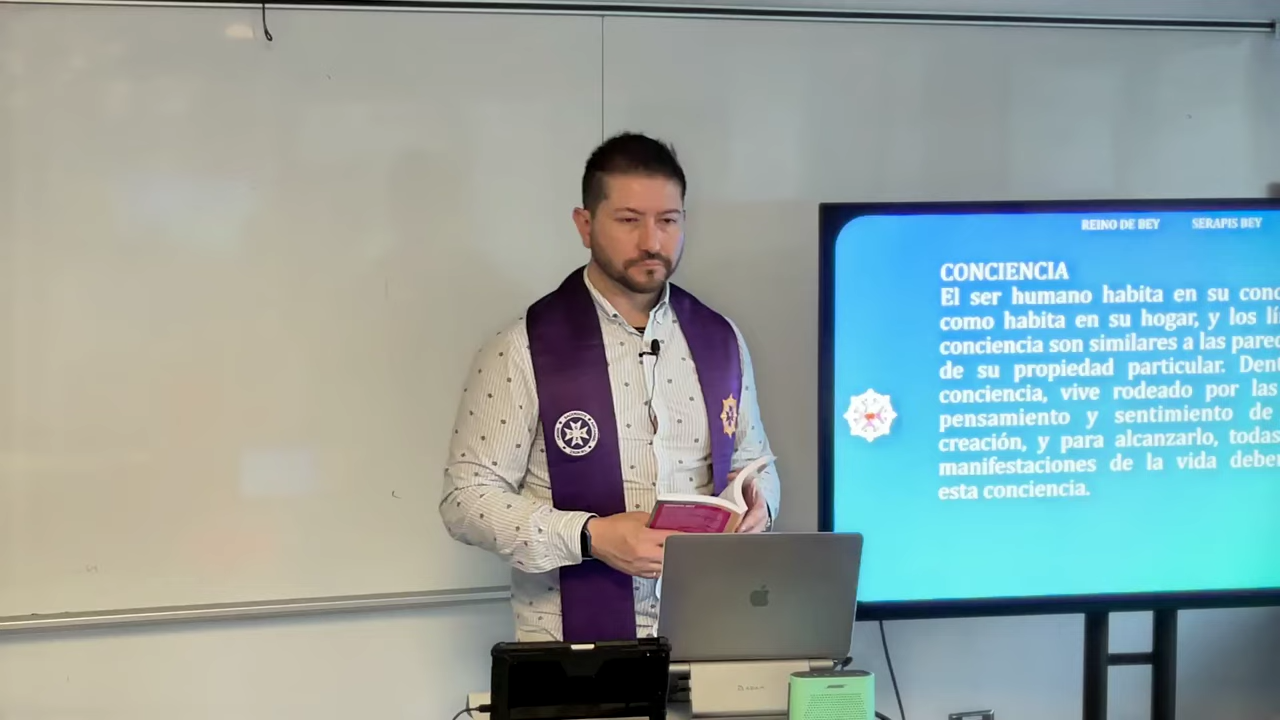 REINO DE BEY SERAPIS BEY
CONCIENCIA
El ser humano habita en su conc
como habita en su hogar, y los lí
conciencia son similares a las pared
de su propiedad particular. Dent
conciencia, vive rodeado por las
pensamiento y sentimiento de
creación, y para alcanzarlo, todas
manifestaciones de la vida deber
esta conciencia.